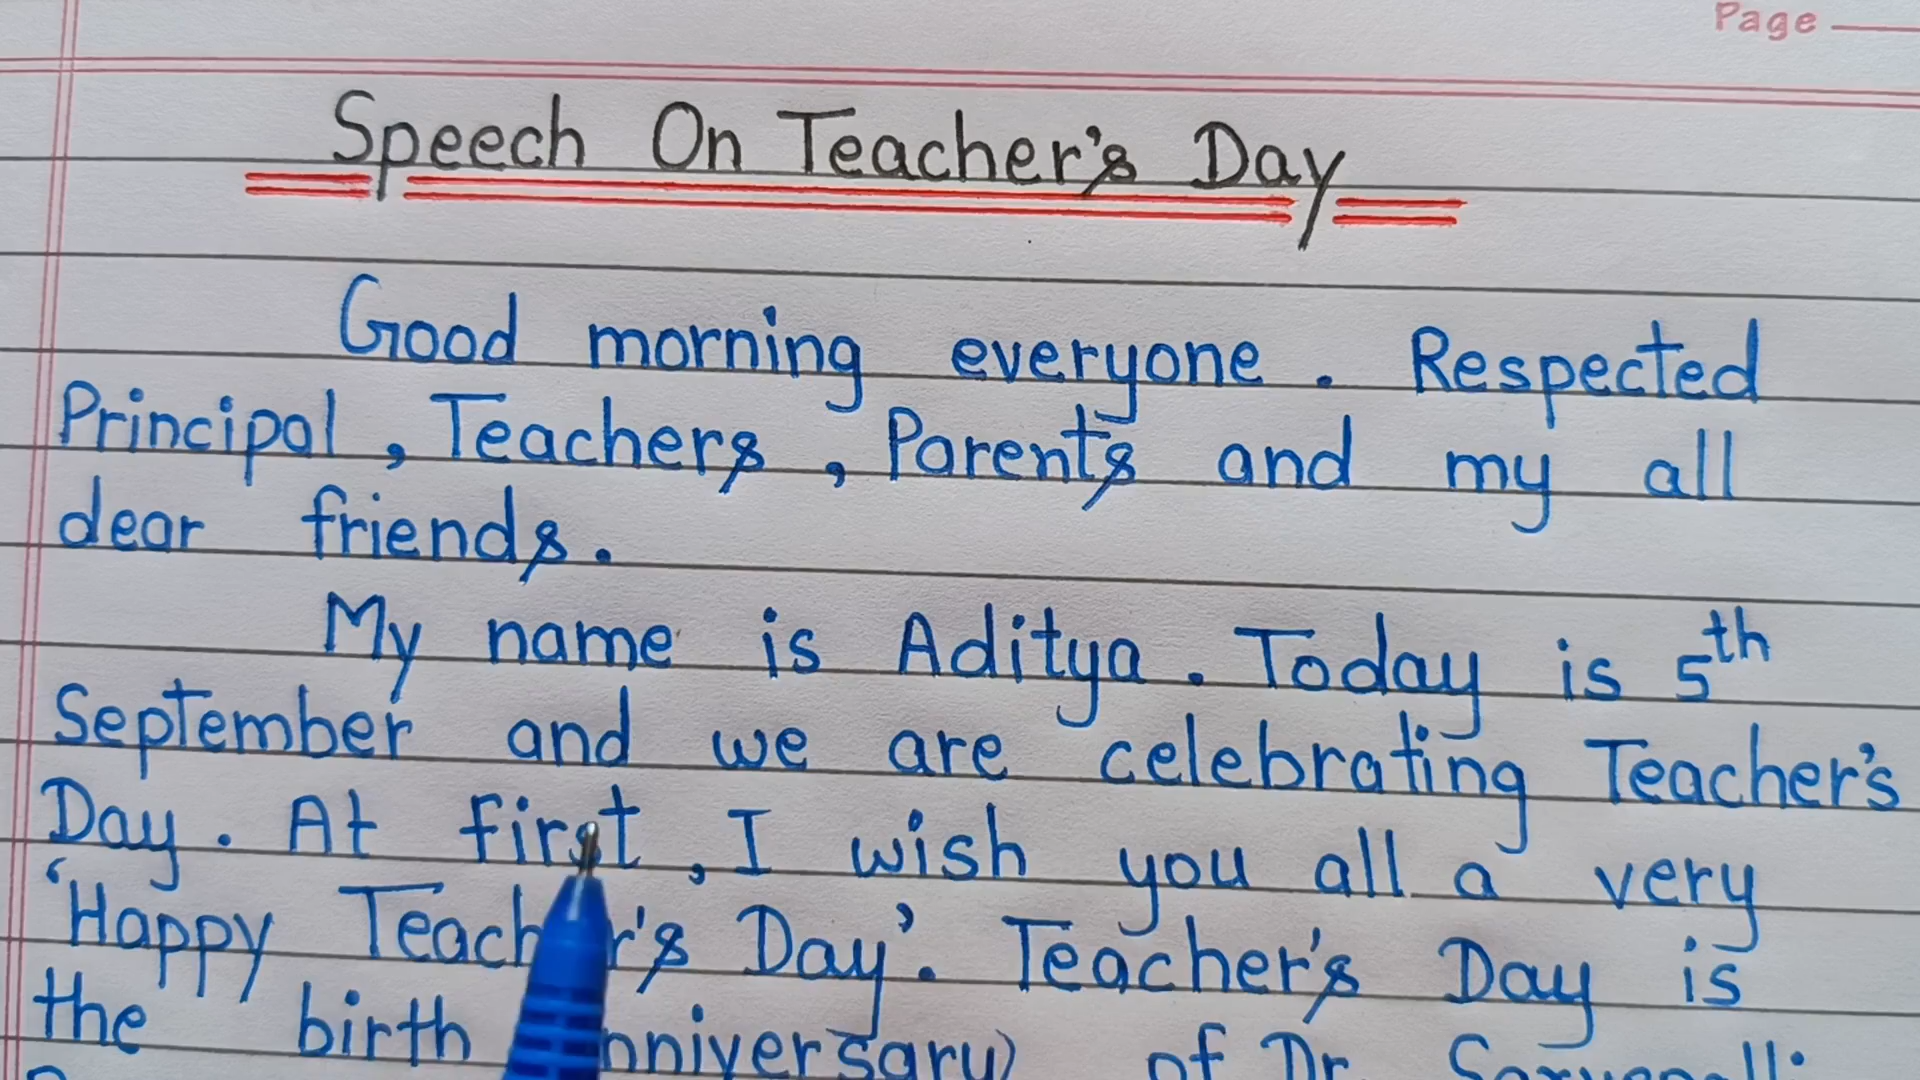 Page
Speech On Teacher's Day
Good morning everyone. Respected
Principal, Teachers, Parents and my all
dear friends.
My name is Aditya. Today is 5th
September and we are celebrating Teacher's
Day. At first, I wish you all a very
'Happy Teacher's Day'. Teacher's Day is
the birth anniversary of Dr.